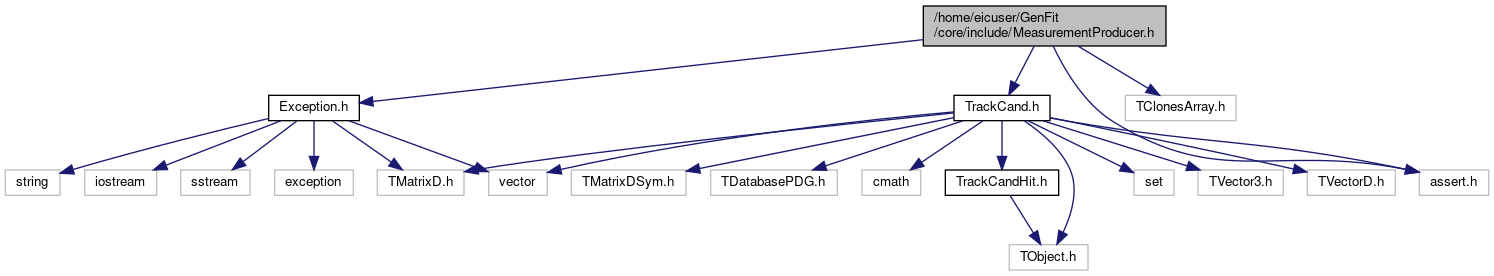 /home/eicuser/GenFit
/core/include/MeasurementProducer.h
Exception.h
TrackCand.h
TClonesArray.h
string
iostream
sstream
exception
TMatrixD.h
vector
TMatrixDSym.h
TDatabasePDG.h
cmath
TrackCandHit.h
set
TVector3.h
TVectorD.h
assert.h
TObject.h